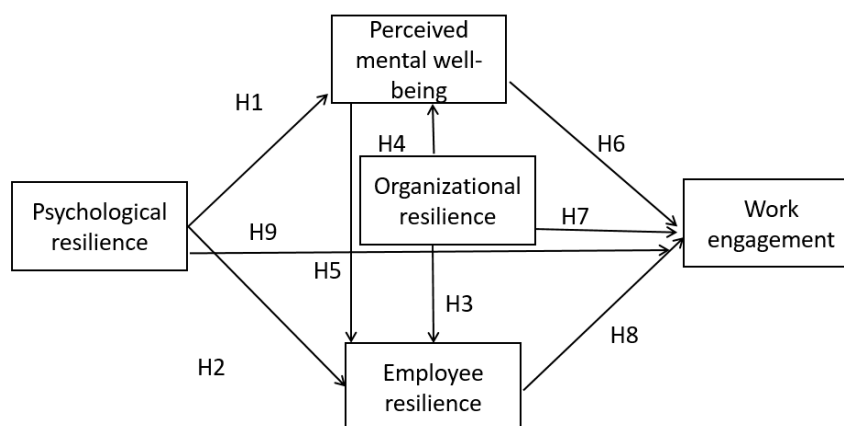 Perceived
mental well-
being
H1
H4
H6
Psychological
resilience
Organizational
resilience
H7
Work
engagement
H9
H5
H3
H2
H8
Employee
resilience